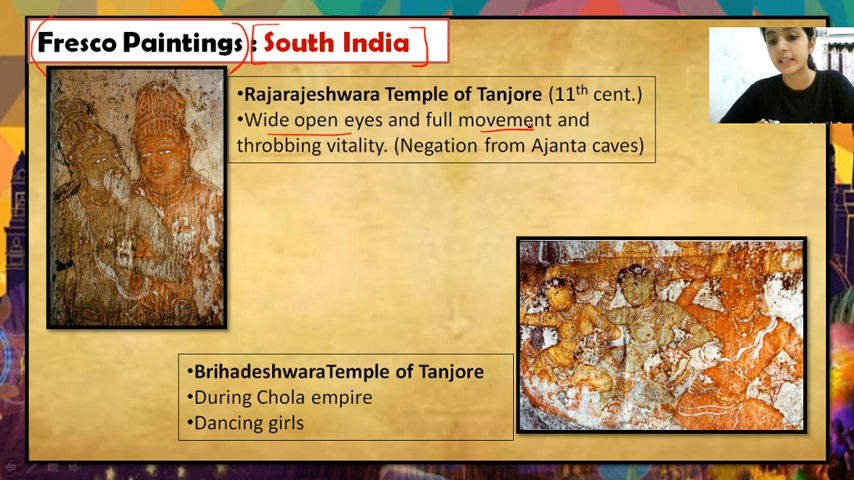 Fresco Paintings: South India
•Rajarajeshwara Temple of Tanjore (11th cent.)
•Wide open eyes and full movement and
throbbing vitality. (Negation from Ajanta caves)
•BrihadeshwaraTemple of Tanjore
•During Chola empire
•Dancing girls